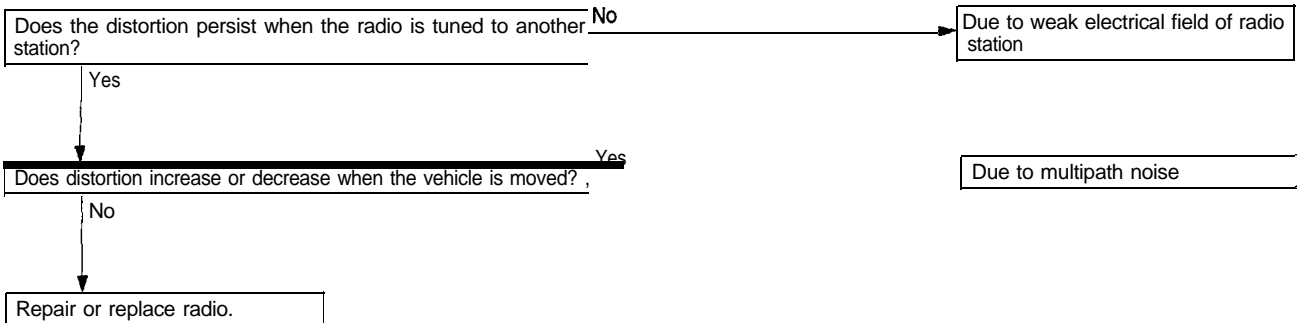 Does the distortion persist when the radio is tuned to another
station?
No
Due to weak electrical field of radio
station
Yes
Does distortion increase or decrease when the vehicle is moved? ,
Yes
Due to multipath noise
No
Repair or replace radio.